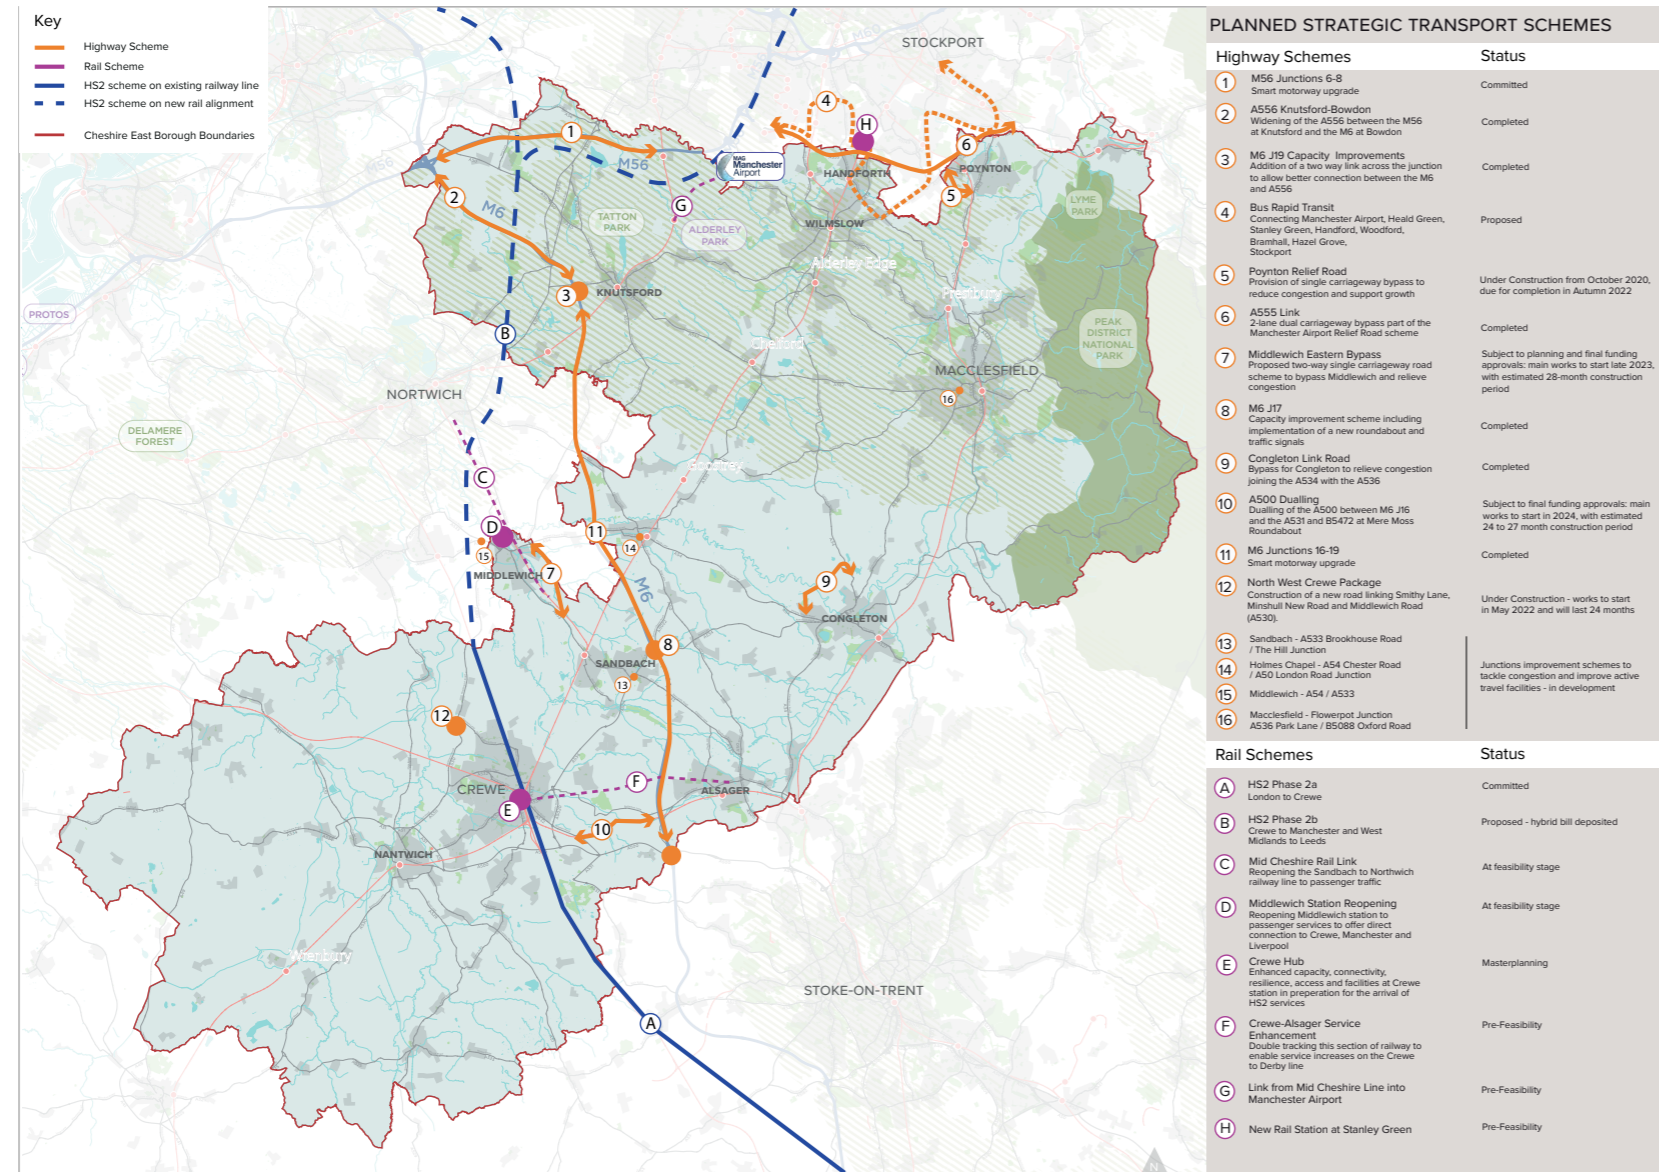 Key
Highway Scheme
Rail Scheme
HS2 scheme on existing railway line
HS2 scheme on new rail alignment
Cheshire East Borough Boundaries
STOCKPORT
M60
M56
M56
MAG
Manchester
Airport
HANDFORTH
POYNTON
WILMSLOW
TATTON
PARK
ALDERLEY
PARK
LYME
PARK
M6
Alderley Edge
KNUTSFORD
Prestbury
PROTOS
PEAK
DISTRICT
NATIONAL
PARK
Chelford
MACCLESFIELD
NORTWICH
DELAMERE
FOREST
Goostrey
MIDDLEWICH
M6
CONGLETON
SANDBACH
CREWE
ALSAGER
NANTWICH
Wrenbury
STOKE-ON-TRENT
N
1
2
3
4
5
6
7
8
9
10
11
12
13
14
15
16
A
B
C
D
E
F
G
H
PLANNED STRATEGIC TRANSPORT SCHEMES
Highway Schemes Status
1 M56 Junctions 6-8
Smart motorway upgrade
Committed
2 A556 Knutsford-Bowdon
Widening of the A556 between the M56
at Knutsford and the M6 at Bowdon
Completed
3 M6 J19 Capacity Improvements
Addition of a two way link across the junction
to allow better connection between the M6
and A556
Completed
4 Bus Rapid Transit
Connecting Manchester Airport, Heald Green,
Stanley Green, Handford, Woodford,
Bramhall, Hazel Grove,
Stockport
Proposed
5 Poynton Relief Road
Provision of single carriageway bypass to
reduce congestion and support growth
Under Construction from October 2020,
due for completion in Autumn 2022
6 A555 Link
2-lane dual carriageway bypass part of the
Manchester Airport Relief Road scheme
Completed
7 Middlewich Eastern Bypass
Proposed two-way single carriageway road
scheme to bypass Middlewich and relieve
congestion
Subject to planning and final funding
approvals: main works to start late 2023,
with estimated 28-month construction
period
8 M6 J17
Capacity improvement scheme including
implementation of a new roundabout and
traffic signals
Completed
9 Congleton Link Road
Bypass for Congleton to relieve congestion
joining the A534 with the A536
Completed
10 A500 Dualling
Dualling of the A500 between M6 J16
and the A531 and B5472 at Mere Moss
Roundabout
Subject to final funding approvals: main
works to start in 2024, with estimated
24 to 27 month construction period
11 M6 Junctions 16-19
Smart motorway upgrade
Completed
12 North West Crewe Package
Construction of a new road linking Smithy Lane,
Minshull New Road and Middlewich Road
(A530).
Under Construction - works to start
in May 2022 and will last 24 months
13 Sandbach - A533 Brookhouse Road
/ The Hill Junction
14 Holmes Chapel - A54 Chester Road
/ A50 London Road Junction
15 Middlewich - A54 / A533
16 Macclesfield - Flowerpot Junction
A536 Park Lane / B5088 Oxford Road
Junctions improvement schemes to
tackle congestion and improve active
travel facilities - in development
Rail Schemes Status
A HS2 Phase 2a
London to Crewe
Committed
B HS2 Phase 2b
Crewe to Manchester and West
Midlands to Leeds
Proposed - hybrid bill deposited
C Mid Cheshire Rail Link
Reopening the Sandbach to Northwich
railway line to passenger traffic
At feasibility stage
D Middlewich Station Reopening
Reopening Middlewich station to
passenger services to offer direct
connection to Crewe, Manchester and
Liverpool
At feasibility stage
E Crewe Hub
Enhanced capacity, connectivity,
resilience, access and facilities at Crewe
station in preperation for the arrival of
HS2 services
Masterplanning
F Crewe-Alsager Service
Enhancement
Double tracking this section of railway to
enable service increases on the Crewe
to Derby line
Pre-Feasibility
G Link from Mid Cheshire Line into
Manchester Airport
Pre-Feasibility
H New Rail Station at Stanley Green
Pre-Feasibility